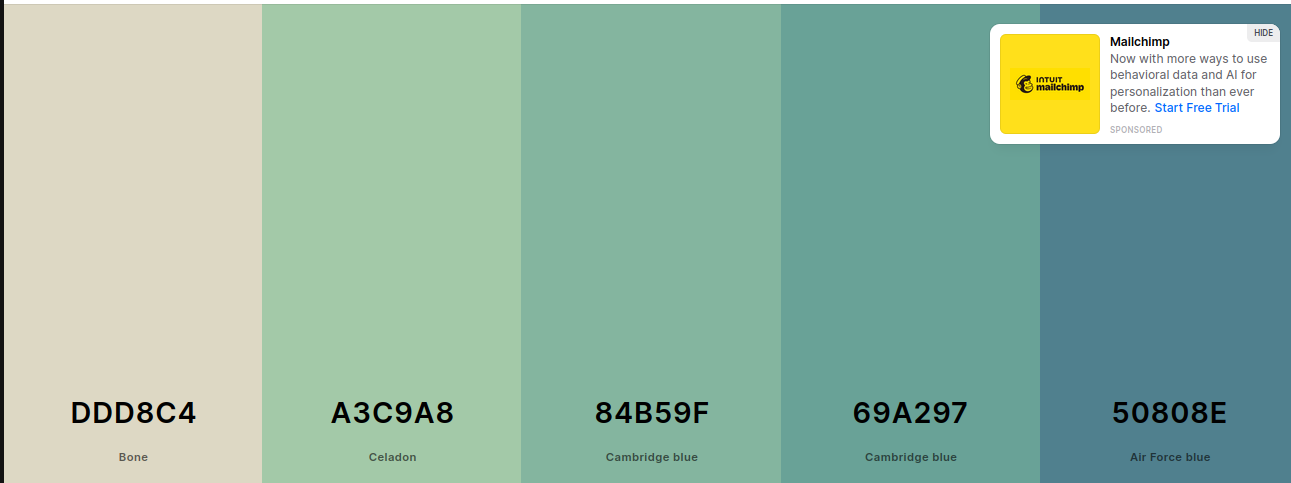 HIDE
Mailchimp
Now with more ways to use
behavioral data and AI for
personalization than ever
before. Start Free Trial
SPONSORED
INTUIT
mailchimp
DDD8C4
A3C9A8
84B59F
69A297
50808E
Bone
Celadon
Cambridge blue
Cambridge blue
Air Force blue